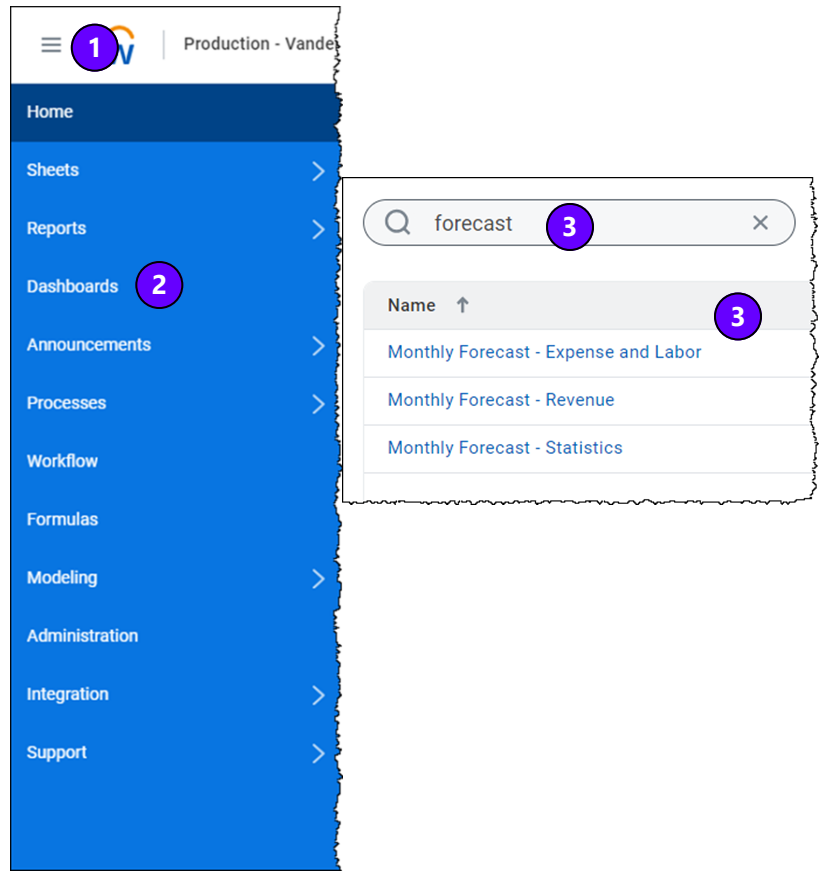 1
Production - Vande
Home
Sheets
Reports
Dashboards 2
Announcements
Processes
Workflow
Formulas
Modeling
Administration
Integration
Support
forecast 3
Name 3
Monthly Forecast - Expense and Labor
Monthly Forecast - Revenue
Monthly Forecast - Statistics